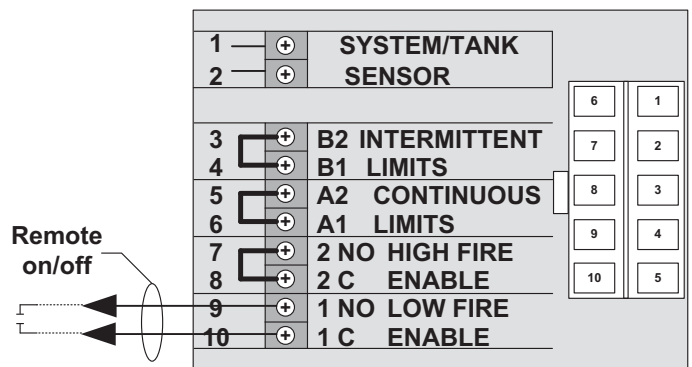 1 SYSTEM/TANK
2 SENSOR
3 B2 INTERMITTENT
4 B1 LIMITS
5 A2 CONTINUOUS
6 A1 LIMITS
7 2 NO HIGH FIRE
8 2 C ENABLE
9 1 NO LOW FIRE
10 1 C ENABLE
Remote
on/off
6 1
7 2
8 3
9 4
10 5